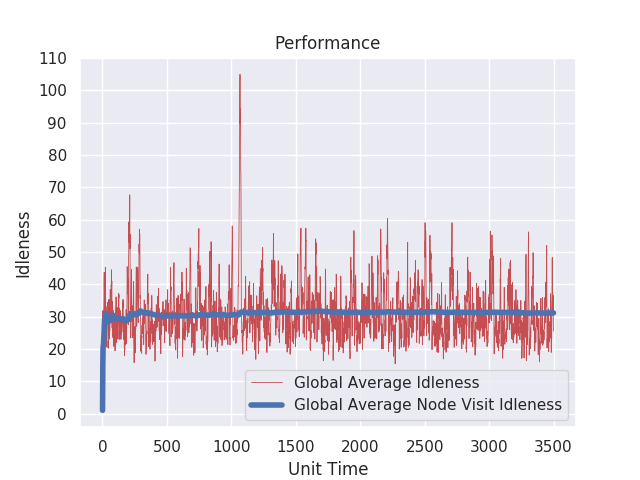 Performance
110
100
90
80
70
60
50
40
30
20
10
0
Idleness
Global Average Idleness
Global Average Node Visit Idleness
0 500 1000 1500 2000 2500 3000 3500
Unit Time